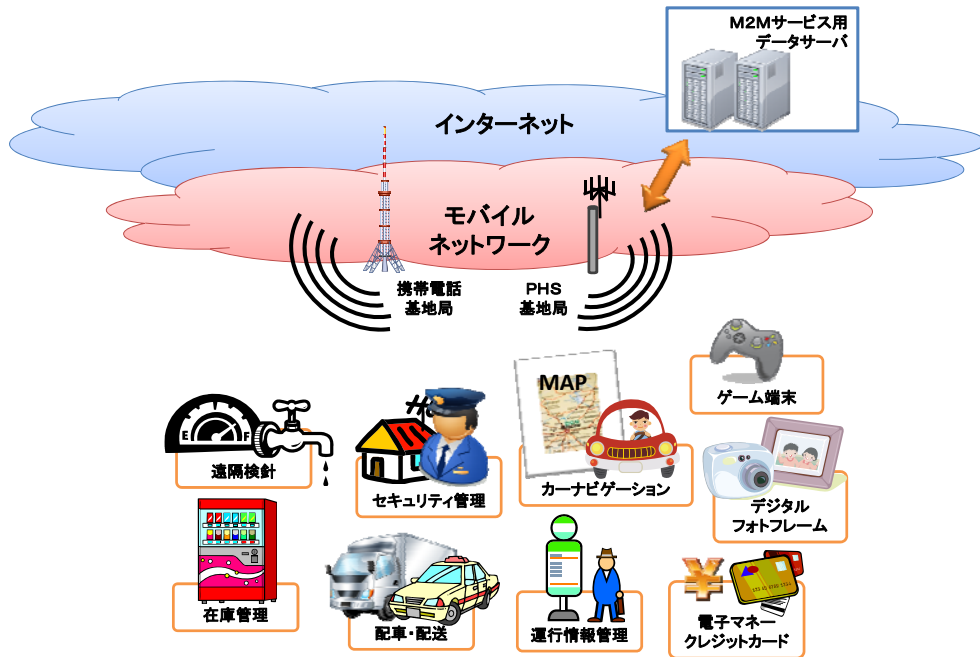 M2Mサービス用
データサーバ
インターネット
モバイル
ネットワーク
携帯電話
基地局
PHS
基地局
MAP
ゲーム端末
E F
遠隔検針
セキュリティ管理
カーナビゲーション
デジタル
フォトフレーム
在庫管理
配車・配送
運行情報管理
¥
電子マネー
クレジットカード